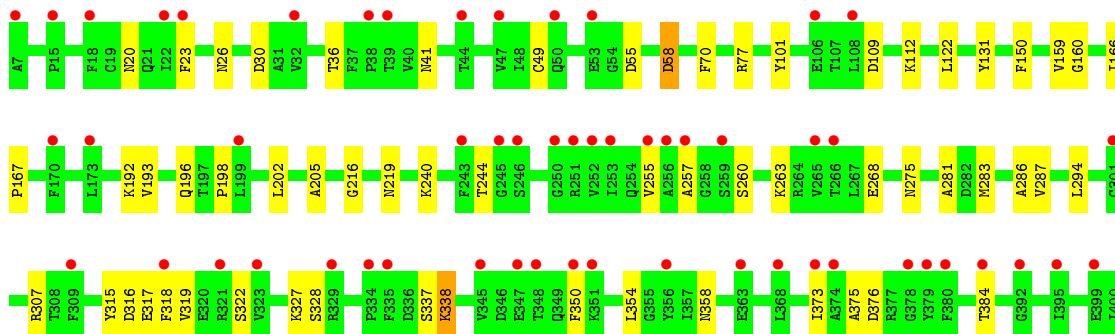 A7 P15 F18 C19 N20 Q21 I22 F23 N26 D30 A31 V32 T36 F37 P38 T39 V40 N41 T44 V47 I48 C49 Q50 E53 G54 D55 D58 F70 R77 Y101 E106 T107 L108 D109 K112 L122 Y131 F150 V159 G160 I166
P167 F170 L173 K192 V193 Q196 T197 P198 L199 L202 A205 G216 N219 K240 F243 T244 G245 S246 G250 R251 V252 I253 Q254 V255 A256 A257 G258 S259 S260 K263 R264 V265 T266 L267 E268 N275 A281 D282 M283 A286 V287 L294
R307 T308 F309 Y315 D316 E317 F318 V319 E320 R321 S322 V323 K327 S328 R329 P334 F335 D336 S337 K338 V345 D346 E347 T348 Q349 F350 K351 L354 G355 Y356 I357 N358 E363 L368 I373 A374 A375 D376 R377 G378 Y379 F380 T384 G392 I395 E399